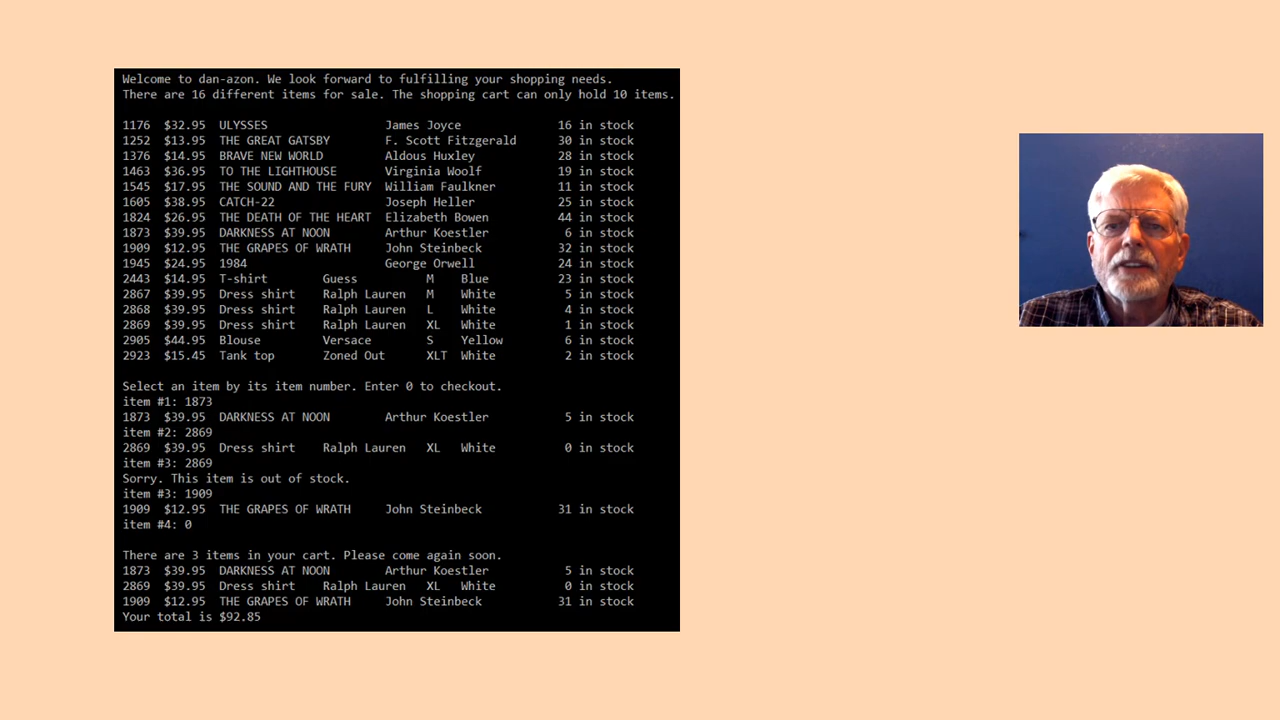 Welcome to dan-azon. We look forward to fulfilling your shopping needs.
There are 16 different items for sale. The shopping cart can only hold 10 items.
1176 $32.95 ULYSSES James Joyce 16 in stock
1252 $13.95 THE GREAT GATSBY F. Scott Fitzgerald 30 in stock
1376 $14.95 BRAVE NEW WORLD Aldous Huxley 28 in stock
1463 $36.95 TO THE LIGHTHOUSE Virginia Woolf 19 in stock
1545 $17.95 THE SOUND AND THE FURY William Faulkner 11 in stock
1605 $38.95 CATCH-22 Joseph Heller 25 in stock
1824 $26.95 THE DEATH OF THE HEART Elizabeth Bowen 44 in stock
1873 $39.95 DARKNESS AT NOON Arthur Koestler 6 in stock
1909 $12.95 THE GRAPES OF WRATH John Steinbeck 32 in stock
1945 $24.95 1984 George Orwell 24 in stock
2443 $14.95 T-shirt Guess M Blue 23 in stock
2867 $39.95 Dress shirt Ralph Lauren M White 5 in stock
2868 $39.95 Dress shirt Ralph Lauren L White 4 in stock
2869 $39.95 Dress shirt Ralph Lauren XL White 1 in stock
2905 $44.95 Blouse Versace S Yellow 6 in stock
2923 $15.45 Tank top Zoned Out XLT White 2 in stock
Select an item by its item number. Enter 0 to checkout.
item #1: 1873
1873 $39.95 DARKNESS AT NOON Arthur Koestler 5 in stock
item #2: 2869
2869 $39.95 Dress shirt Ralph Lauren XL White 0 in stock
item #3: 2869
Sorry. This item is out of stock.
item #3: 1909
1909 $12.95 THE GRAPES OF WRATH John Steinbeck 31 in stock
item #4: 0
There are 3 items in your cart. Please come again soon.
1873 $39.95 DARKNESS AT NOON Arthur Koestler 5 in stock
2869 $39.95 Dress shirt Ralph Lauren XL White 0 in stock
1909 $12.95 THE GRAPES OF WRATH John Steinbeck 31 in stock
Your total is $92.85